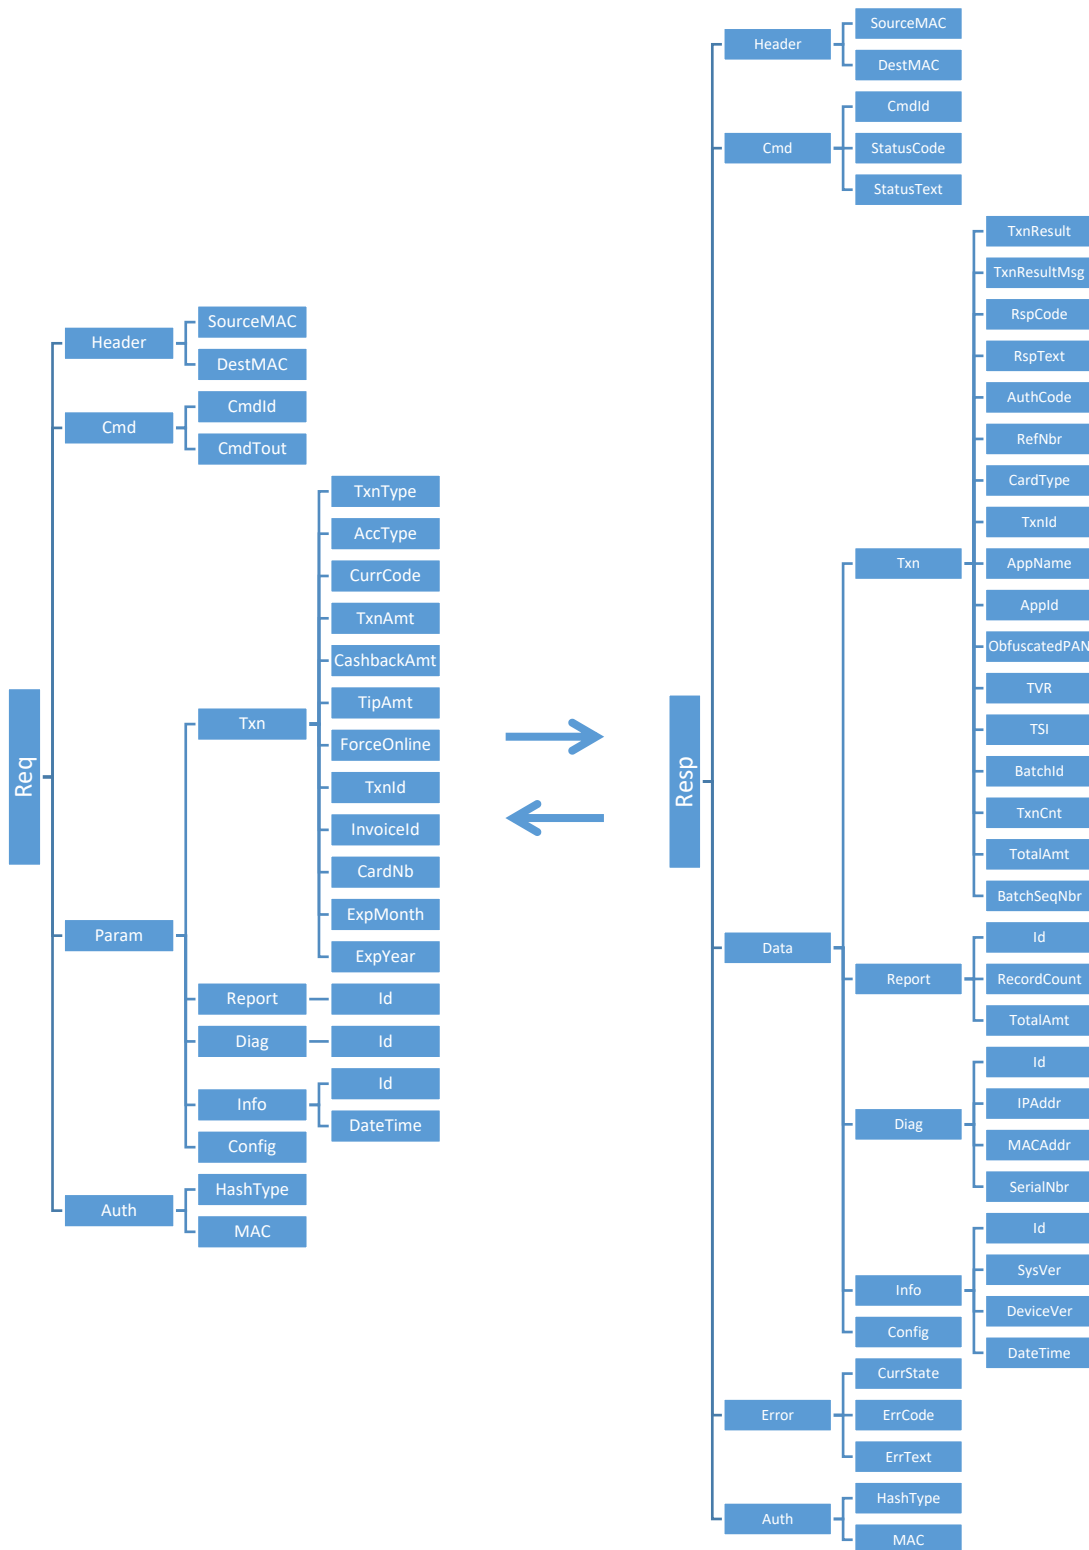 Req
Header
SourceMAC
DestMAC
Cmd
CmdId
CmdTout
Param
Txn
TxnType
AccType
CurrCode
TxnAmt
CashbackAmt
TipAmt
ForceOnline
TxnId
InvoiceId
CardNb
ExpMonth
ExpYear
Report
Id
Diag
Id
Info
Id
DateTime
Config
Auth
HashType
MAC
Resp
Header
SourceMAC
DestMAC
Cmd
CmdId
StatusCode
StatusText
Data
Txn
TxnResult
TxnResultMsg
RspCode
RspText
AuthCode
RefNbr
CardType
TxnId
AppName
AppId
ObfuscatedPAN
TVR
TSI
BatchId
TxnCnt
TotalAmt
BatchSeqNbr
Report
Id
RecordCount
TotalAmt
Diag
Id
IPAddr
MACAddr
SerialNbr
Info
Id
SysVer
DeviceVer
DateTime
Config
Error
CurrState
ErrCode
ErrText
Auth
HashType
MAC